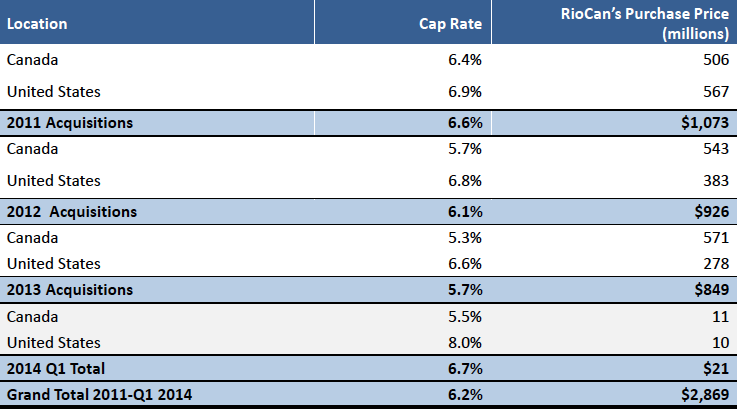 Location Cap Rate RioCan's Purchase Price
(millions)
Canada 6.4% 506
United States 6.9% 567
2011 Acquisitions 6.6% $1,073
Canada 5.7% 543
United States 6.8% 383
2012 Acquisitions 6.1% $926
Canada 5.3% 571
United States 6.6% 278
2013 Acquisitions 5.7% $849
Canada 5.5% 11
United States 8.0% 10
2014 Q1 Total 6.7% $21
Grand Total 2011-Q1 2014 6.2% $2,869